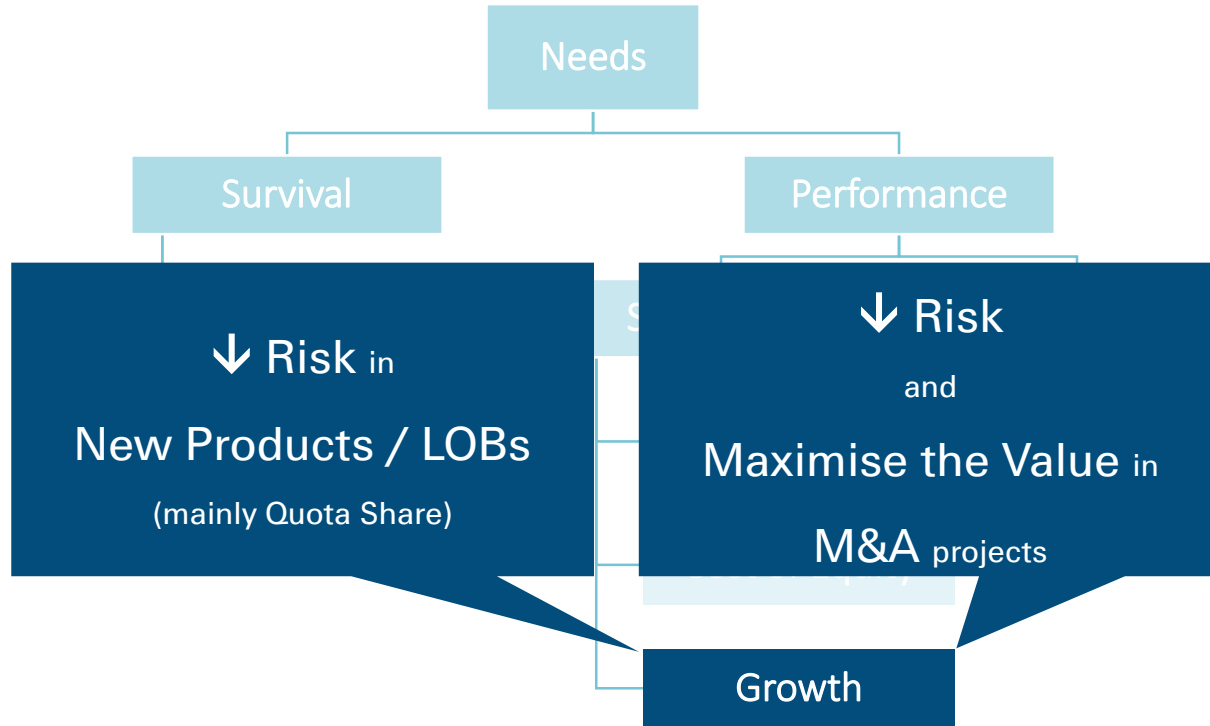 Needs
Survival
Performance
🡻 Risk in
New Products / LOBs
(mainly Quota Share)
🡻 Risk
and
Maximise the Value in
M&A projects
Growth